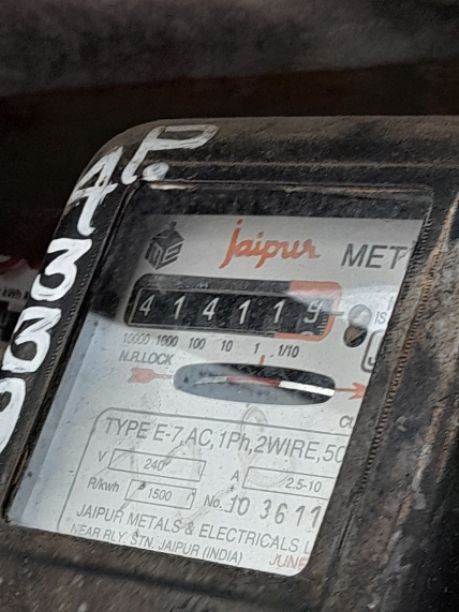 P.
4339
Jaipur MET
414119
10000 1000 100 10 1 1/10
N.R.LOCK
TYPE E-7,AC,1Ph,2WIRE,50
V 240 A 2.5-10
R/kwh 1500 No. 10 3611
JAIPUR METALS & ELECTRICALS L
NEAR RLY. STN. JAIPUR (INDIA) JUNE